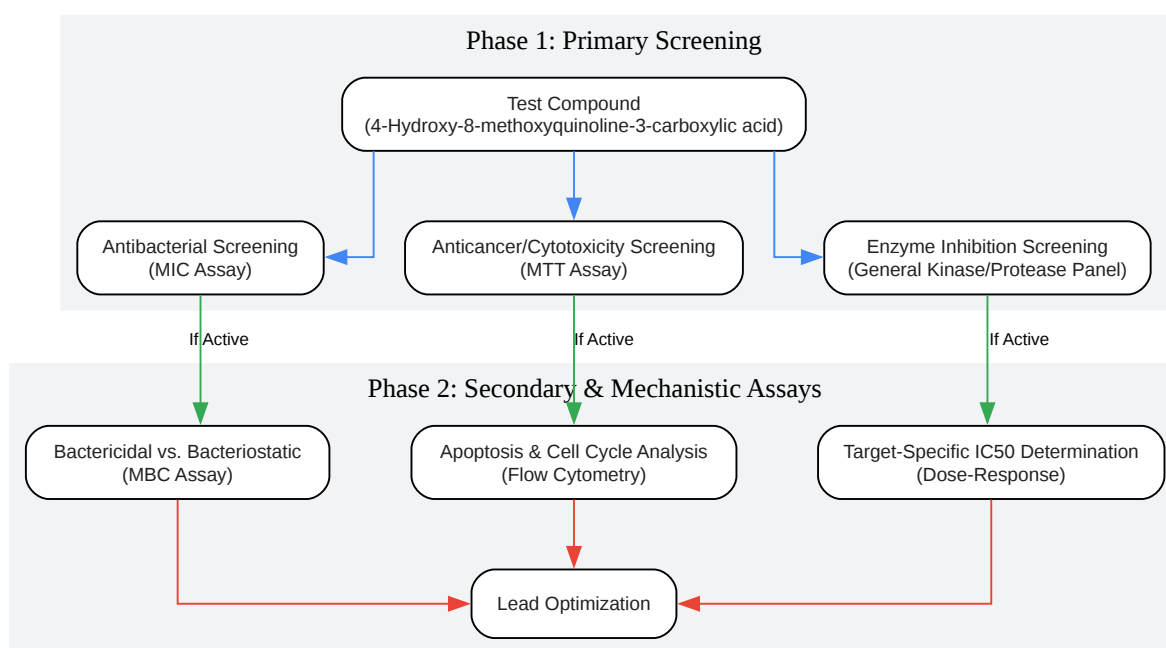 Phase 1: Primary Screening
Test Compound
(4-Hydroxy-8-methoxyquinoline-3-carboxylic acid)
Antibacterial Screening
(MIC Assay)
Anticancer/Cytotoxicity Screening
(MTT Assay)
Enzyme Inhibition Screening
(General Kinase/Protease Panel)
If Active
If Active
If Active
Phase 2: Secondary & Mechanistic Assays
Bactericidal vs. Bacteriostatic
(MBC Assay)
Apoptosis & Cell Cycle Analysis
(Flow Cytometry)
Target-Specific IC50 Determination
(Dose-Response)
Lead Optimization